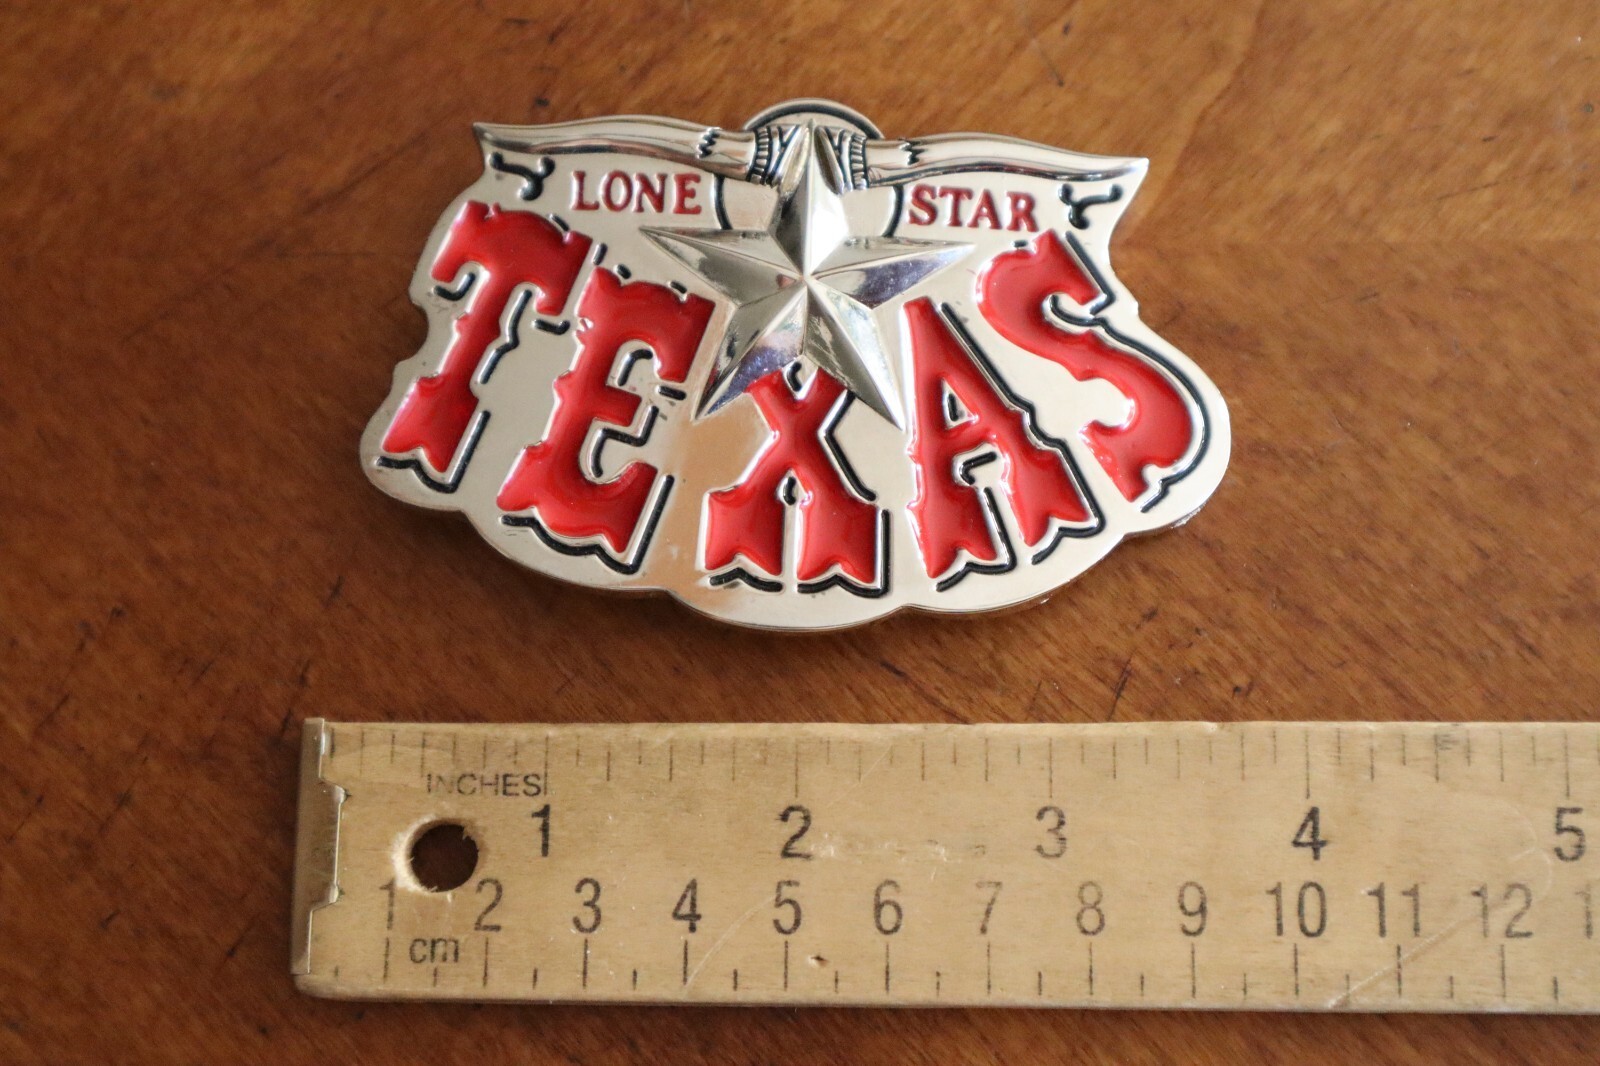 LONE STAR
TEXAS
INCHES
1 2 3 4 5
1 2 3 4 5 6 7 8 9 10 11 12
cm